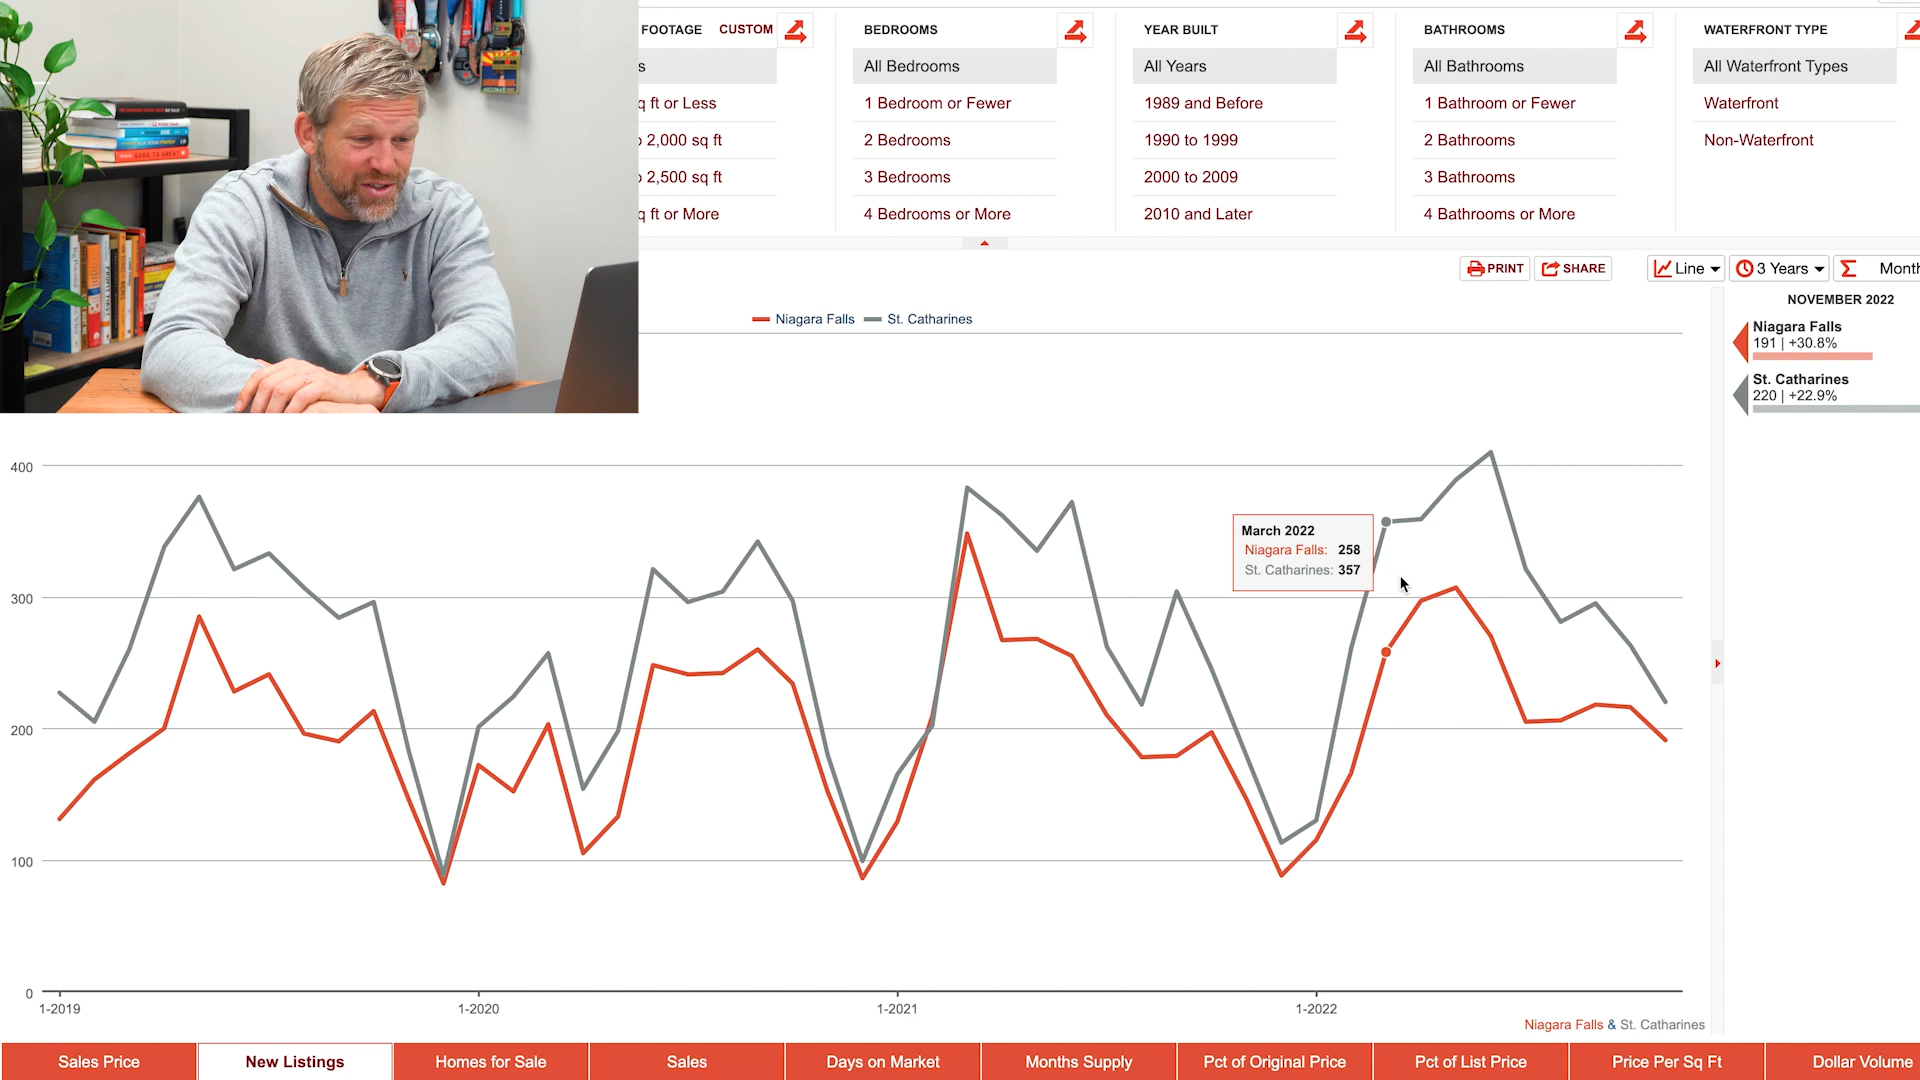 FOOTAGE CUSTOM
s
q ft or Less
2,000 sq ft
2,500 sq ft
q ft or More
BEDROOMS
All Bedrooms
1 Bedroom or Fewer
2 Bedrooms
3 Bedrooms
4 Bedrooms or More
YEAR BUILT
All Years
1989 and Before
1990 to 1999
2000 to 2009
2010 and Later
BATHROOMS
All Bathrooms
1 Bathroom or Fewer
2 Bathrooms
3 Bathrooms
4 Bathrooms or More
WATERFRONT TYPE
All Waterfront Types
Waterfront
Non-Waterfront
PRINT SHARE Line 3 Years Month
GOOD TO GREAT
Niagara Falls St. Catharines
NOVEMBER 2022
Niagara Falls
191 | +30.8%
St. Catharines
220 | +22.9%
400
300
200
100
0
March 2022
Niagara Falls: 258
St. Catharines: 357
1-2019 1-2020 1-2021 1-2022
Niagara Falls & St. Catharines
Sales Price New Listings Homes for Sale Sales Days on Market Months Supply Pct of Original Price Pct of List Price Price Per Sq Ft Dollar Volume